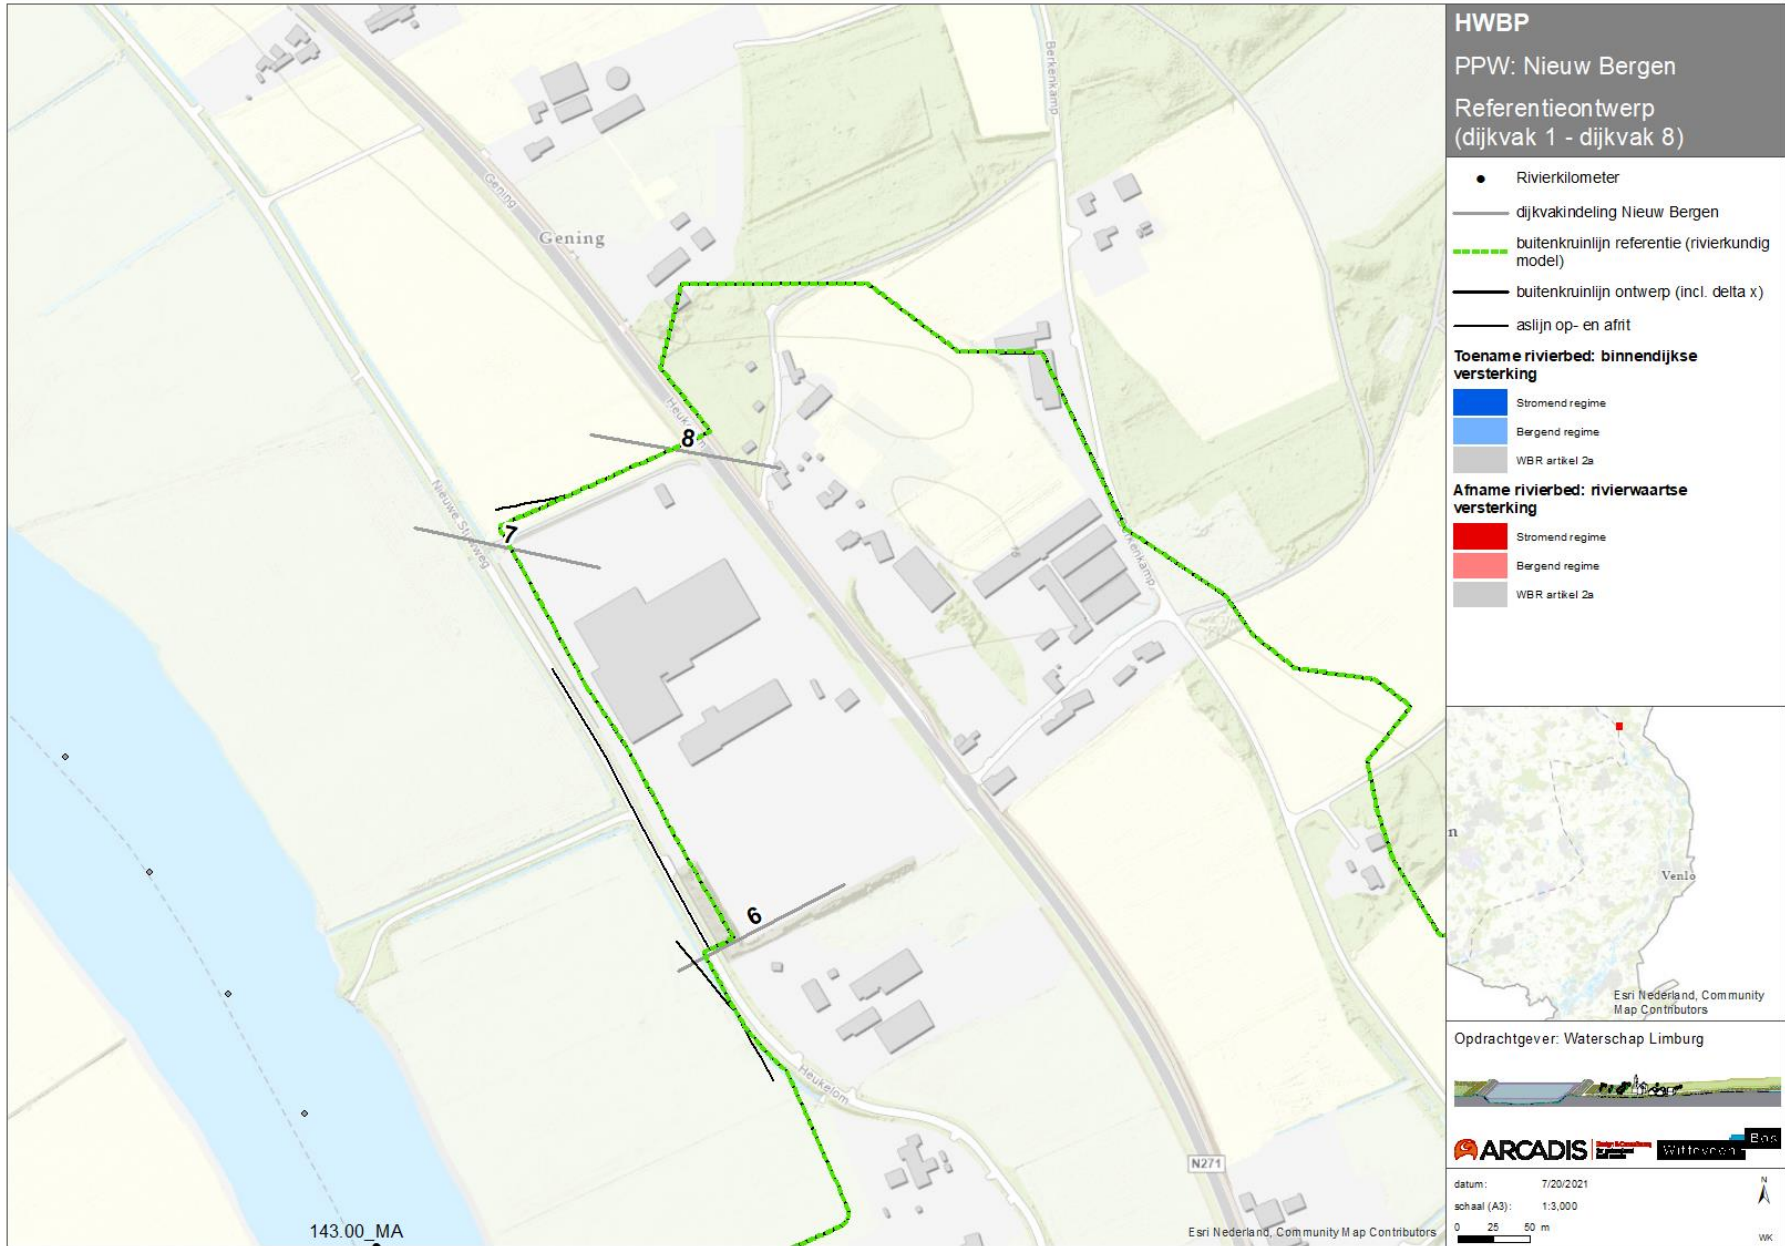 HWBP
PPW: Nieuw Bergen
Referentieontwerp
(dijkvak 1 - dijkvak 8)
Rivierkilometer
dijkvakindeling Nieuw Bergen
buitenkruinlijn referentie (rivierkundig
model)
buitenkruinlijn ontwerp (incl. delta x)
aslijn op- en afrit
Toename rivierbed: binnendijkse
versterking
Stromend regime
Bergend regime
WBR artikel 2a
Afname rivierbed: rivierwaartse
versterking
Stromend regime
Bergend regime
WBR artikel 2a
n
Venlo
Esri Nederland, Community
Map Contributors
Opdrachtgever: Waterschap Limburg
ARCADIS
Witteveen
Bos
datum: 7/20/2021
schaal (A3): 1:3,000
0 25 50 m
N
WK
Berkenkamp
Gening
Gening
8
7
Nieuwe
Berkenkamp
6
Heukelom
N271
143.00_MA
Esri Nederland, Community Map Contributors